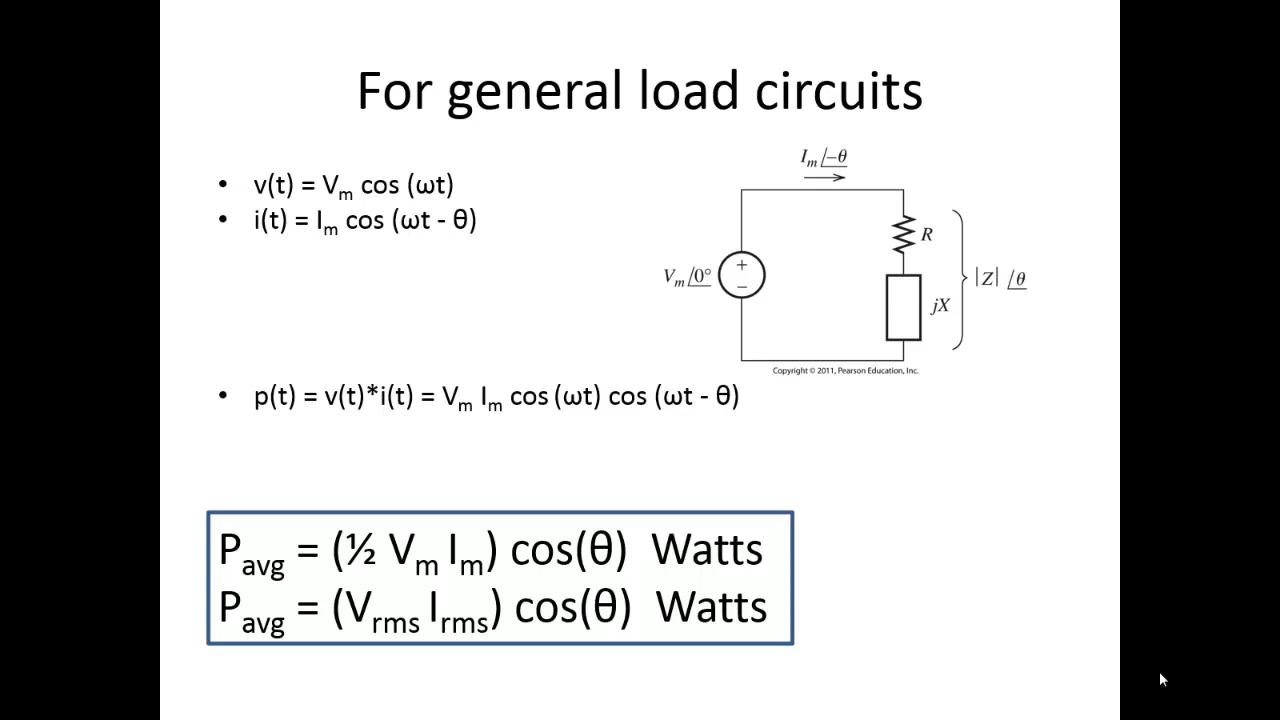 For general load circuits
• v(t) = Vm cos (ωt)
• i(t) = Im cos (ωt - θ)
Im /–θ
Vm /0°
+
−
R
jX
|Z| /θ
Copyright © 2011, Pearson Education, Inc.
• p(t) = v(t)*i(t) = Vm Im cos (ωt) cos (ωt - θ)
Pavg = (½ Vm Im) cos(θ) Watts
Pavg = (Vrms Irms) cos(θ) Watts